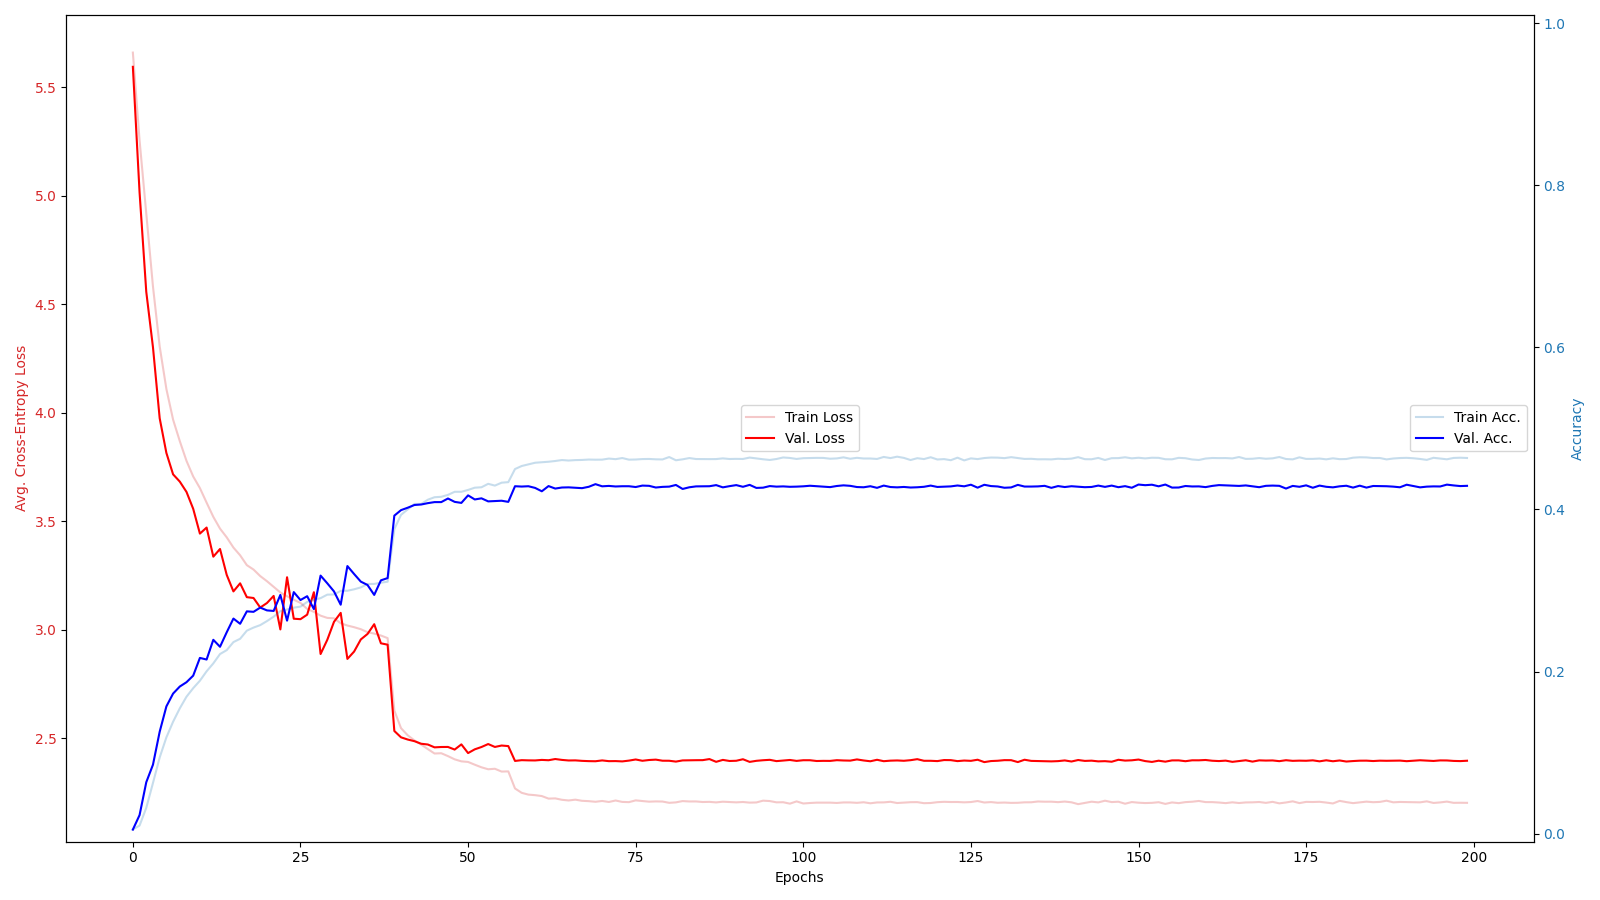 5.5
5.0
4.5
4.0
3.5
3.0
2.5
Avg. Cross-Entropy Loss
Train Loss
Val. Loss
Train Acc.
Val. Acc.
1.0
0.8
0.6
0.4
0.2
0.0
Accuracy
0 25 50 75 100 125 150 175 200
Epochs